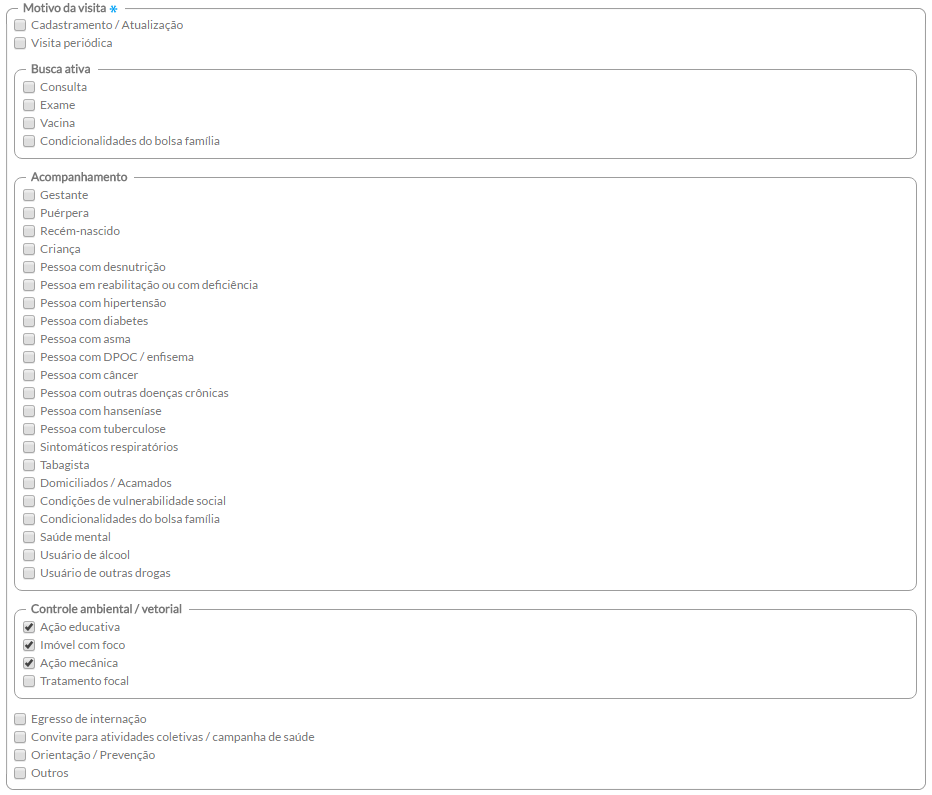 Motivo da visita *
Cadastramento / Atualização
Visita periódica
Busca ativa
Consulta
Exame
Vacina
Condicionalidades do bolsa família
Acompanhamento
Gestante
Puérpera
Recém-nascido
Criança
Pessoa com desnutrição
Pessoa em reabilitação ou com deficiência
Pessoa com hipertensão
Pessoa com diabetes
Pessoa com asma
Pessoa com DPOC / enfisema
Pessoa com câncer
Pessoa com outras doenças crônicas
Pessoa com hanseníase
Pessoa com tuberculose
Sintomáticos respiratórios
Tabagista
Domiciliados / Acamados
Condições de vulnerabilidade social
Condicionalidades do bolsa família
Saúde mental
Usuário de álcool
Usuário de outras drogas
Controle ambiental / vetorial
Ação educativa
Imóvel com foco
Ação mecânica
Tratamento focal
Egresso de internação
Convite para atividades coletivas / campanha de saúde
Orientação / Prevenção
Outros